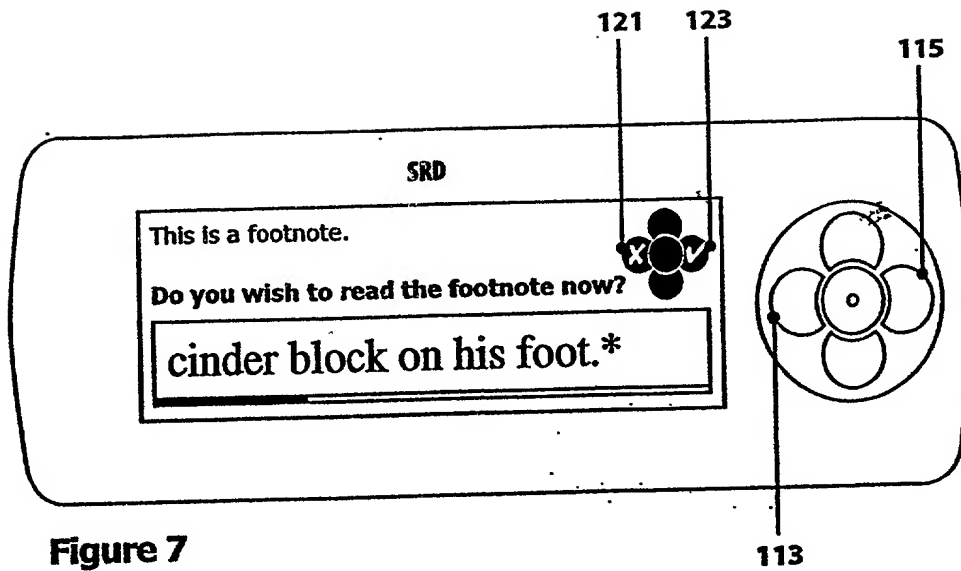 121 123
115
SRD
This is a footnote.
X ✓
Do you wish to read the footnote now?
cinder block on his foot.*
Figure 7
113